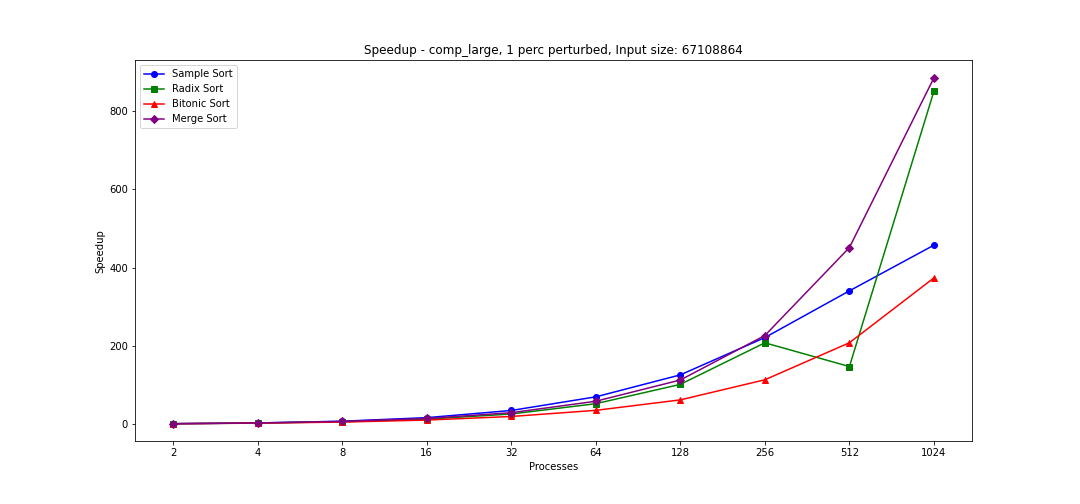 Speedup - comp_large, 1 perc perturbed, Input size: 67108864
Sample Sort
Radix Sort
Bitonic Sort
Merge Sort
800
600
400
200
0
Speedup
2 4 8 16 32 64 128 256 512 1024
Processes